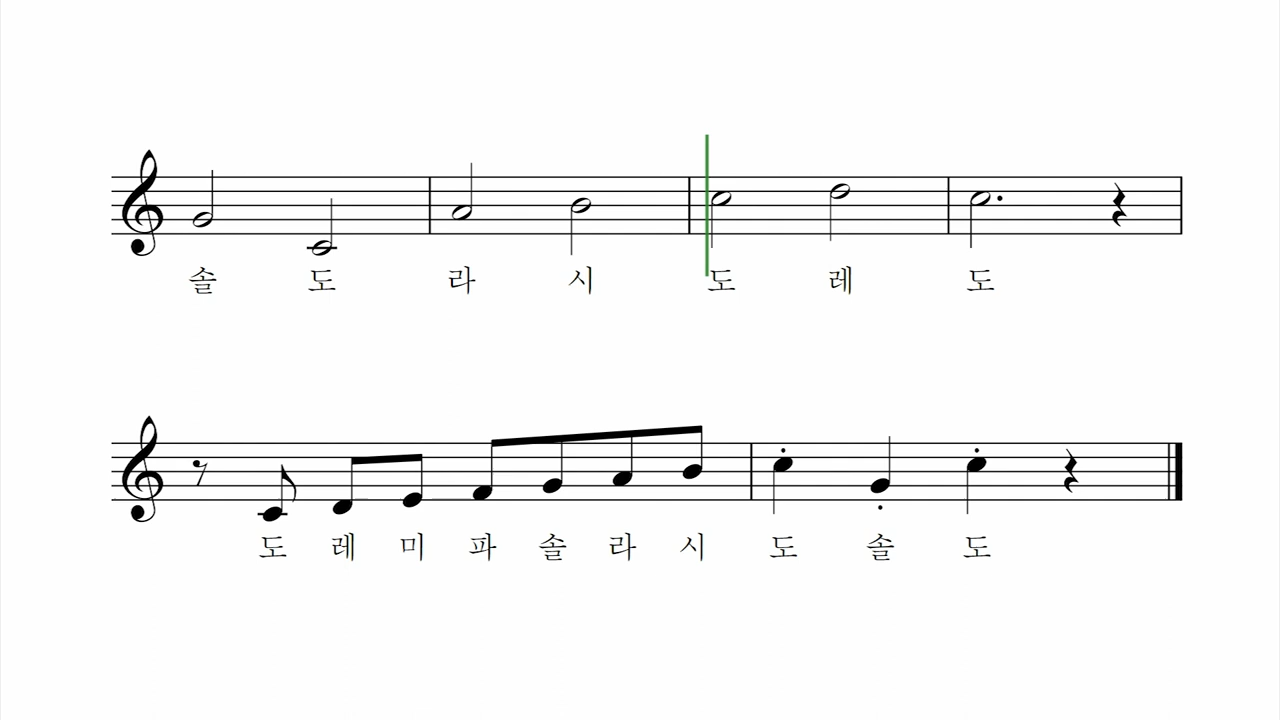 솔 도 라 시 도 레 도
도 레 미 파 솔 라 시 도 솔 도